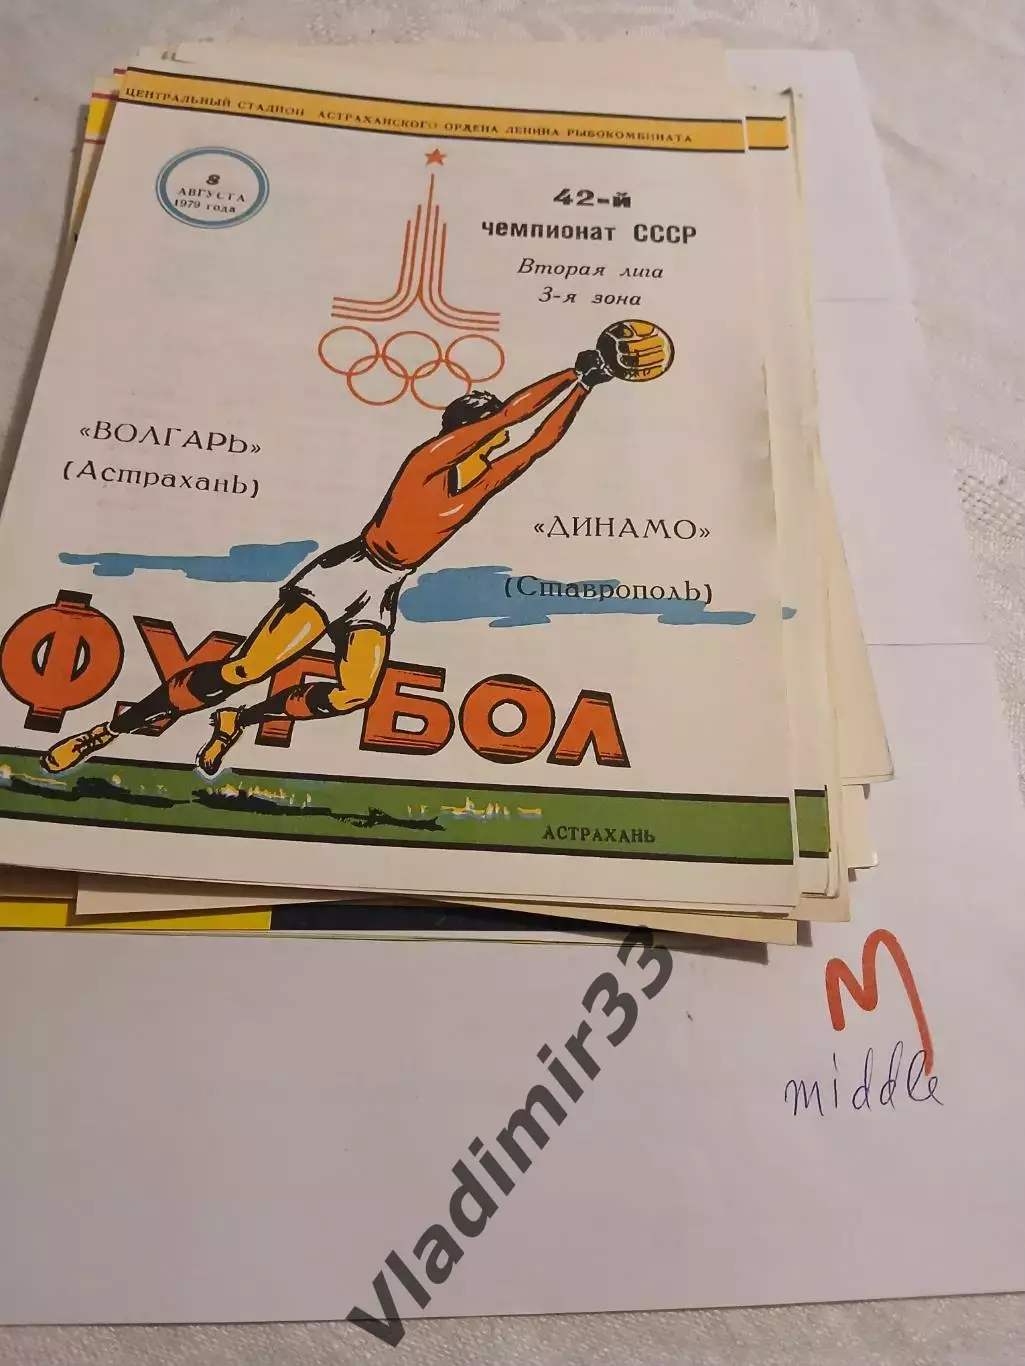 ЦЕНТРАЛЬНЫЙ СТАДИОН АСТРАХАНСКОГО ОРДЕНА ЛЕНИНА РЫБОКОМБИНАТА
8
АВГУСТА
1979 года
42-й
чемпионат СССР
Вторая лига
3-я зона
«ВОЛГАРЬ»
(Астрахань)
«ДИНАМО»
(Ставрополь)
ФУТБОЛ
АСТРАХАНЬ
M
middle
Vladimir33